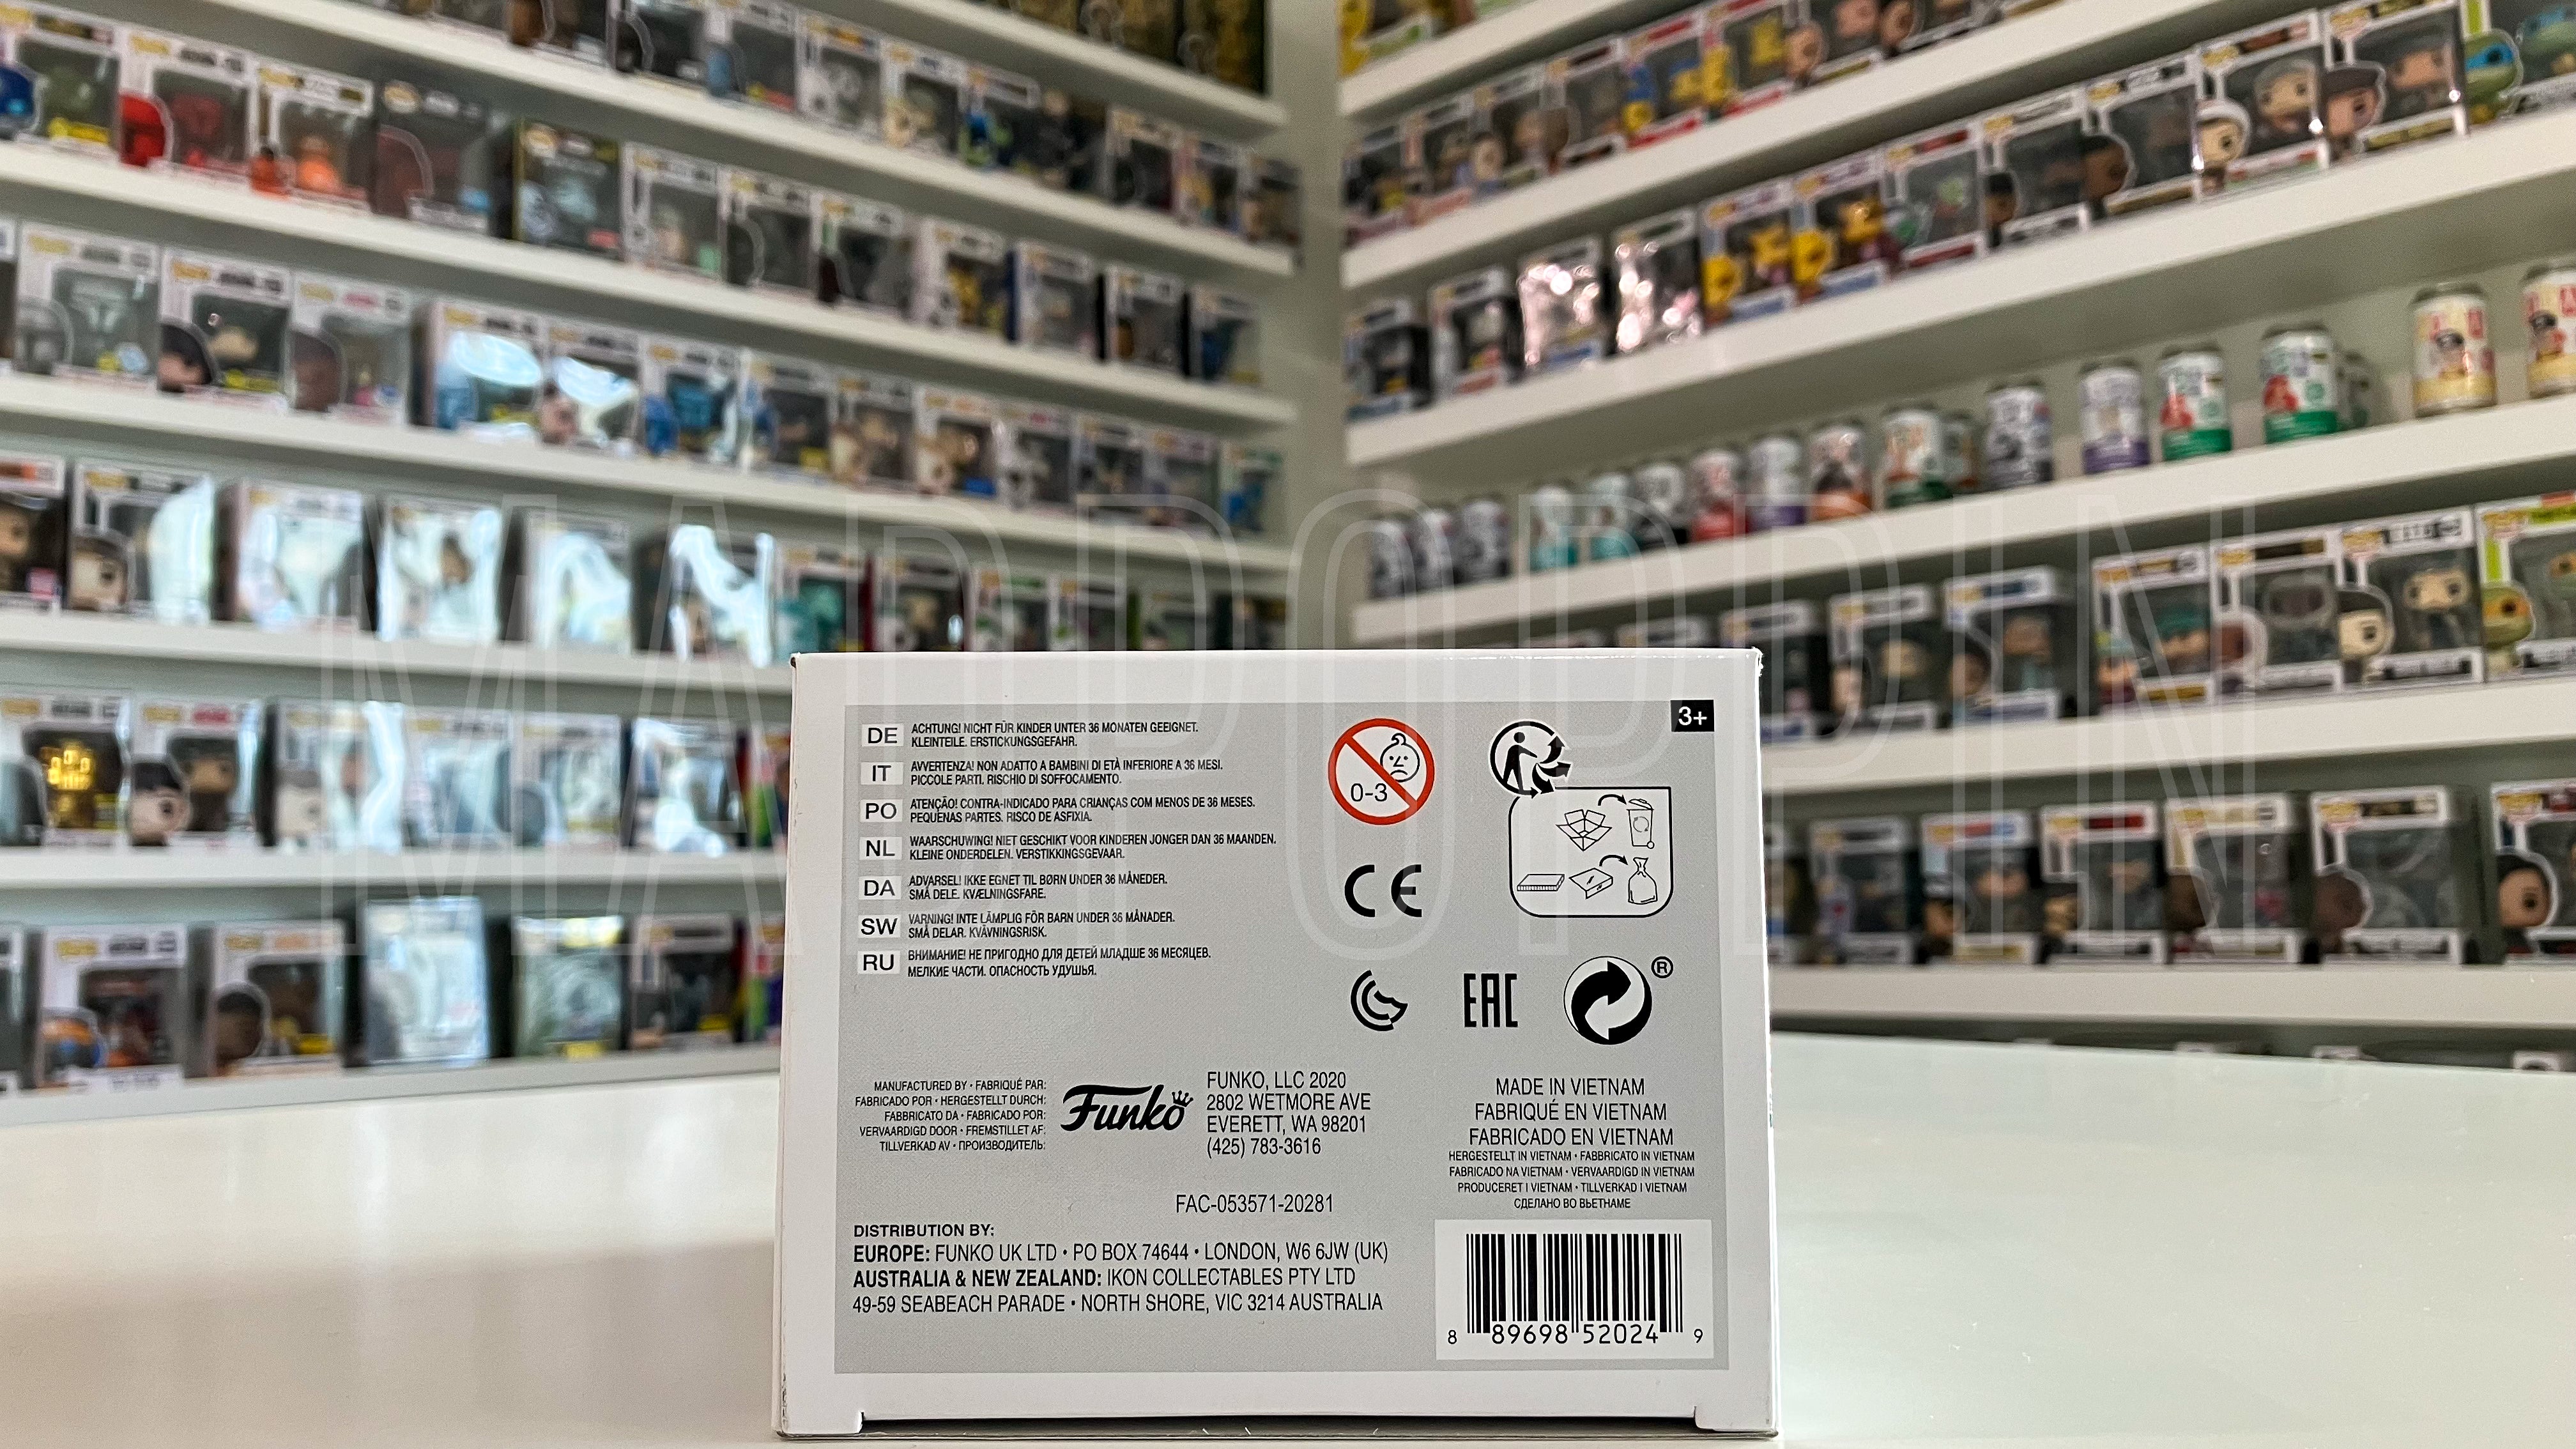 MADPOPPIN
3+
DE ACHTUNG! NICHT FÜR KINDER UNTER 36 MONATEN GEEIGNET.
KLEINTEILE. ERSTICKUNGSGEFAHR.
IT AVVERTENZA! NON ADATTO A BAMBINI DI ETÀ INFERIORE A 36 MESI.
PICCOLE PARTI. RISCHIO DI SOFFOCAMENTO.
PO ATENÇÃO! CONTRA-INDICADO PARA CRIANÇAS COM MENOS DE 36 MESES.
PEQUENAS PARTES. RISCO DE ASFIXIA.
NL WAARSCHUWING! NIET GESCHIKT VOOR KINDEREN JONGER DAN 36 MAANDEN.
KLEINE ONDERDELEN. VERSTIKKINGSGEVAAR.
DA ADVARSEL! IKKE EGNET TIL BØRN UNDER 36 MÅNEDER.
SMÅ DELE. KVÆLNINGSFARE.
SW VARNING! INTE LÄMPLIG FÖR BARN UNDER 36 MÅNADER.
SMÅ DELAR. KVÄVNINGSRISK.
RU ВНИМАНИЕ! НЕ ПРИГОДНО ДЛЯ ДЕТЕЙ МЛАДШЕ 36 МЕСЯЦЕВ.
МЕЛКИЕ ЧАСТИ. ОПАСНОСТЬ УДУШЬЯ.
0-3
CE
EAC
®
MANUFACTURED BY • FABRIQUÉ PAR:
FABRICADO POR • HERGESTELLT DURCH:
FABBRICATO DA • FABRICADO POR:
VERVAARDIGD DOOR • FREMSTILLET AF:
TILLVERKAD AV • ПРОИЗВОДИТЕЛЬ:
Funko
FUNKO, LLC 2020
2802 WETMORE AVE
EVERETT, WA 98201
(425) 783-3616
MADE IN VIETNAM
FABRIQUÉ EN VIETNAM
FABRICADO EN VIETNAM
HERGESTELLT IN VIETNAM • FABBRICATO IN VIETNAM
FABRICADO NA VIETNAM • VERVAARDIGD IN VIETNAM
PRODUCERET I VIETNAM • TILLVERKAD I VIETNAM
СДЕЛАНО ВО ВЬЕТНАМЕ
FAC-053571-20281
DISTRIBUTION BY:
EUROPE: FUNKO UK LTD • PO BOX 74644 • LONDON, W6 6JW (UK)
AUSTRALIA & NEW ZEALAND: IKON COLLECTABLES PTY LTD
49-59 SEABEACH PARADE • NORTH SHORE, VIC 3214 AUSTRALIA
8 89698 52024 9